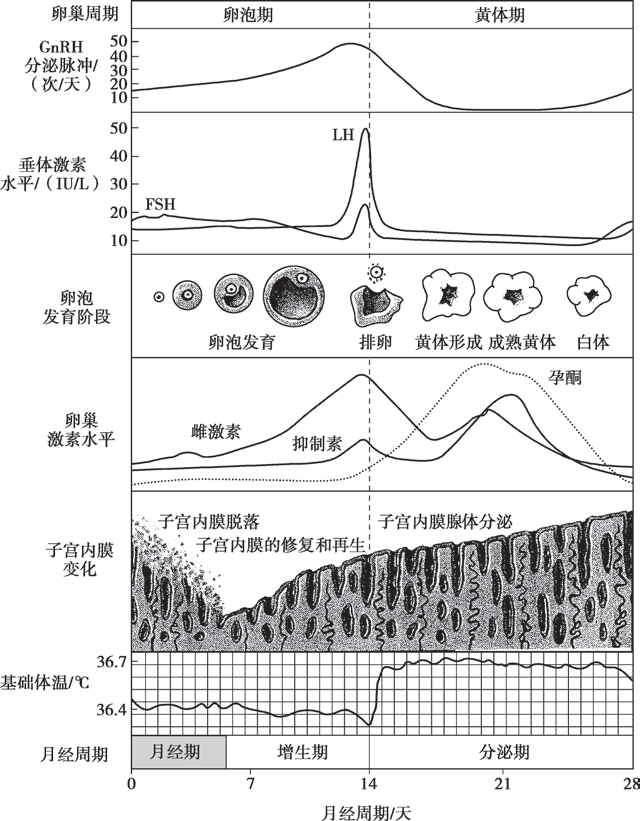 卵巢周期
卵泡期
黄体期
GnRH
分泌脉冲/
（次/天）
50
40
30
20
10
垂体激素
水平/（IU/L）
50
40
30
20
10
LH
FSH
卵泡
发育阶段
卵泡发育
排卵
黄体形成
成熟黄体
白体
卵巢
激素水平
雌激素
抑制素
孕酮
子宫内膜
变化
子宫内膜脱落
子宫内膜的修复和再生
子宫内膜腺体分泌
基础体温/℃
36.7
36.4
月经周期
月经期
增生期
分泌期
0
7
14
21
28
月经周期/天